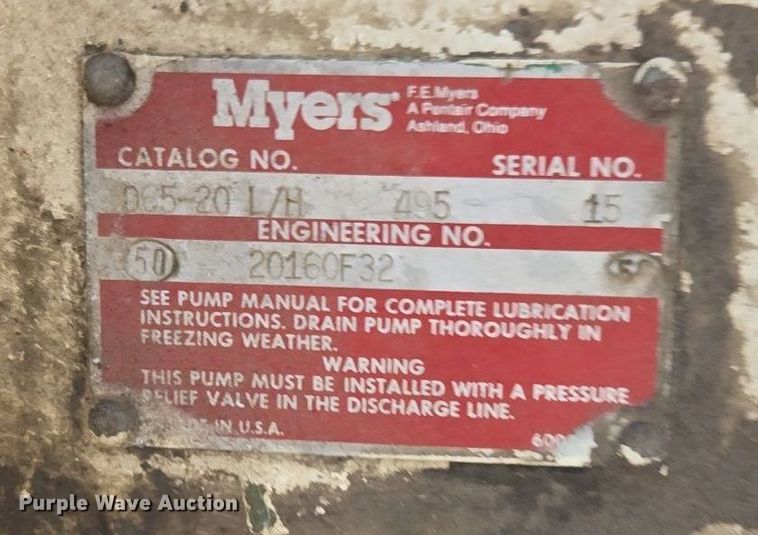 Myers F.E.Myers
A Pentair Company
Ashland, Ohio
CATALOG NO. SERIAL NO.
D65-20 L/H 495 15
ENGINEERING NO.
50 20160F32
SEE PUMP MANUAL FOR COMPLETE LUBRICATION
INSTRUCTIONS. DRAIN PUMP THOROUGHLY IN
FREEZING WEATHER.
WARNING
THIS PUMP MUST BE INSTALLED WITH A PRESSURE
RELIEF VALVE IN THE DISCHARGE LINE.
IN U.S.A.
Purple Wave Auction